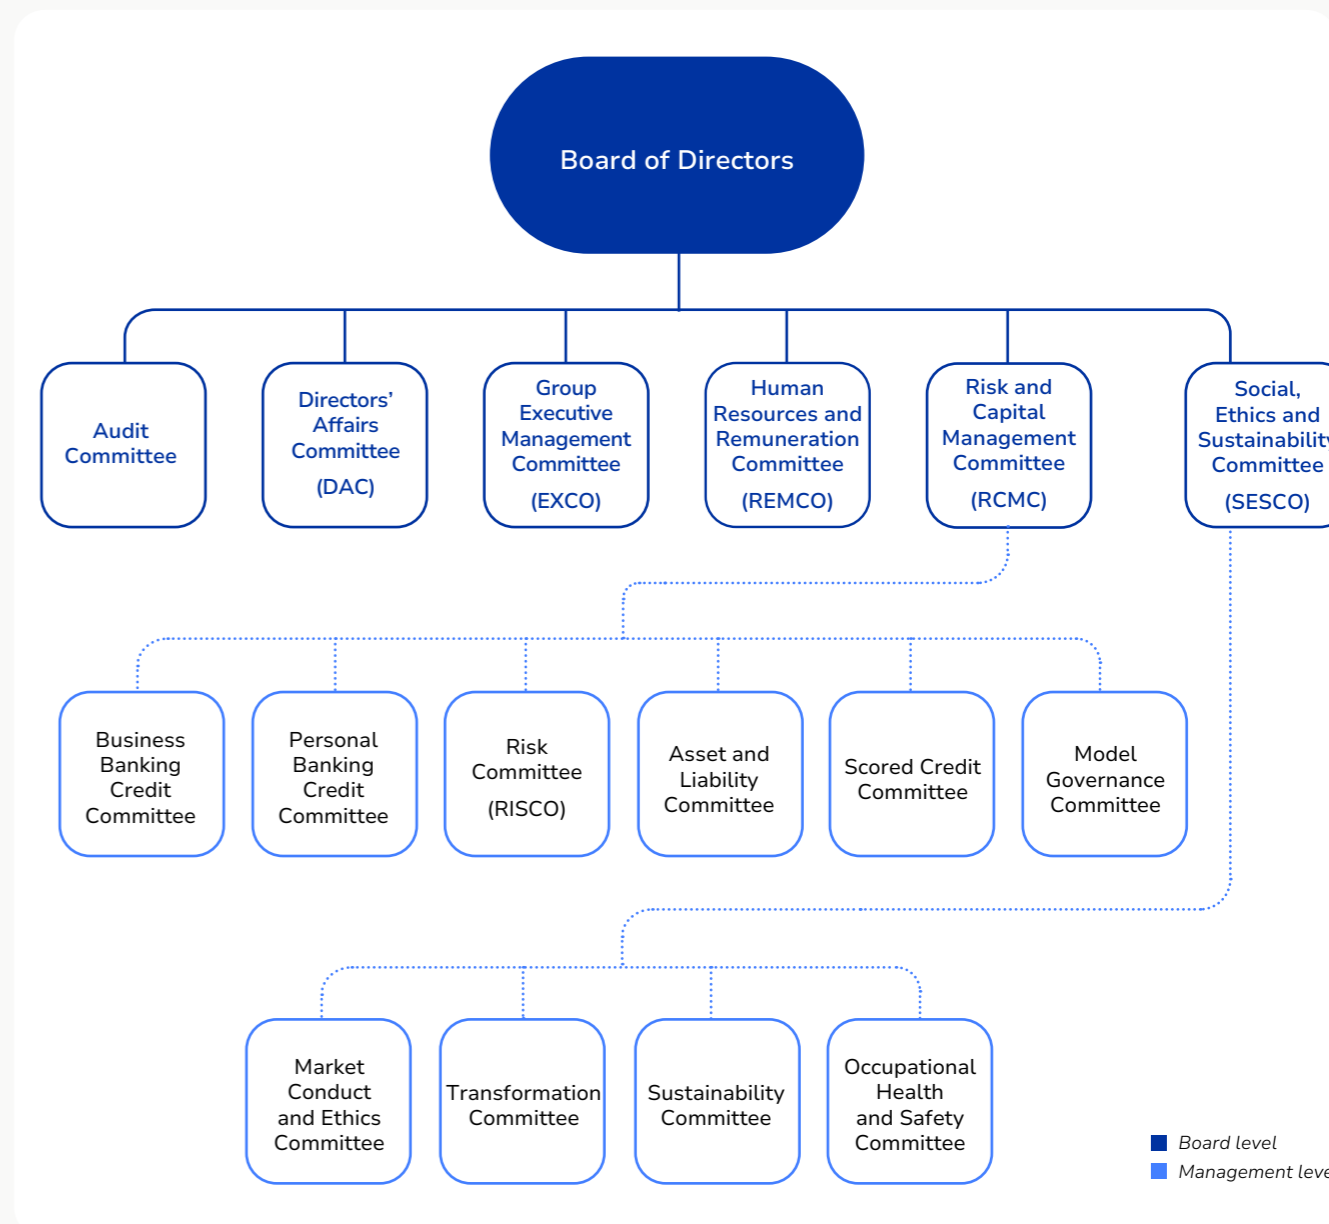 Board of Directors
Audit
Committee
Directors’
Affairs
Committee
(DAC)
Group
Executive
Management
Committee
(EXCO)
Human
Resources and
Remuneration
Committee
(REMCO)
Risk and
Capital
Management
Committee
(RCMC)
Social,
Ethics and
Sustainability
Committee
(SESCO)
Business
Banking
Credit
Committee
Personal
Banking
Credit
Committee
Risk
Committee
(RISCO)
Asset and
Liability
Committee
Scored Credit
Committee
Model
Governance
Committee
Market
Conduct
and Ethics
Committee
Transformation
Committee
Sustainability
Committee
Occupational
Health
and Safety
Committee
Board level
Management leve